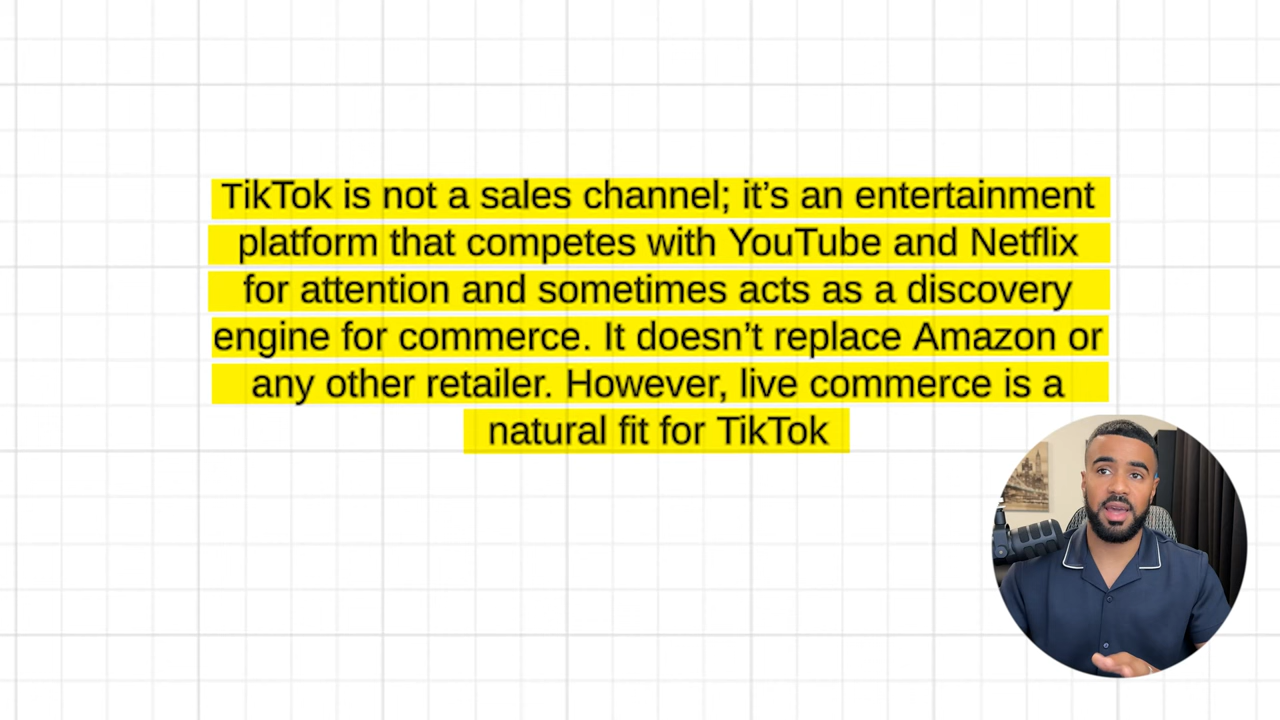 TikTok is not a sales channel; it’s an entertainment
platform that competes with YouTube and Netflix
for attention and sometimes acts as a discovery
engine for commerce. It doesn’t replace Amazon or
any other retailer. However, live commerce is a
natural fit for TikTok